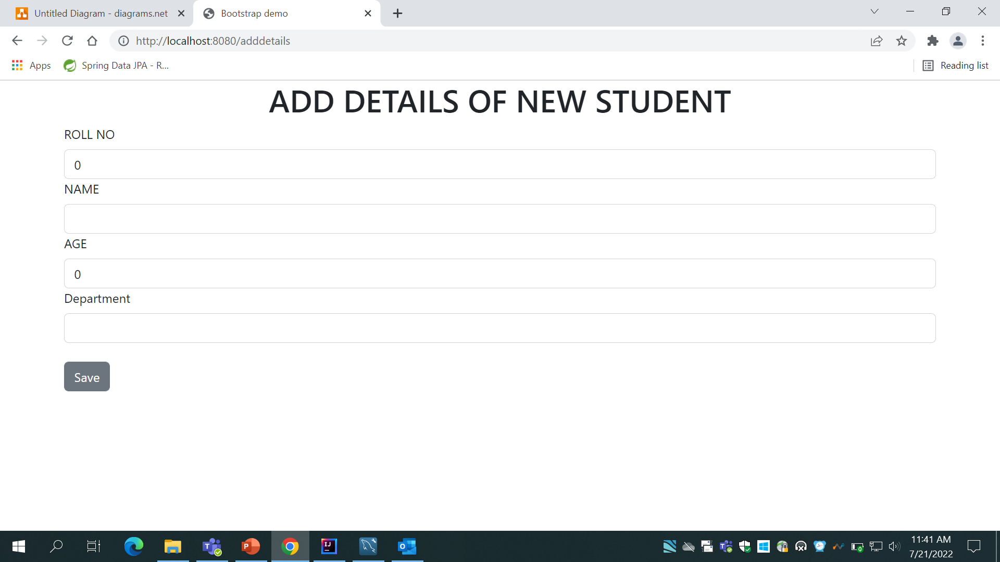 Untitled Diagram - diagrams.net
Bootstrap demo
http://localhost:8080/adddetails
Apps
Spring Data JPA - R...
Reading list
ADD DETAILS OF NEW STUDENT
ROLL NO
0
NAME
AGE
0
Department
Save
11:41 AM
7/21/2022